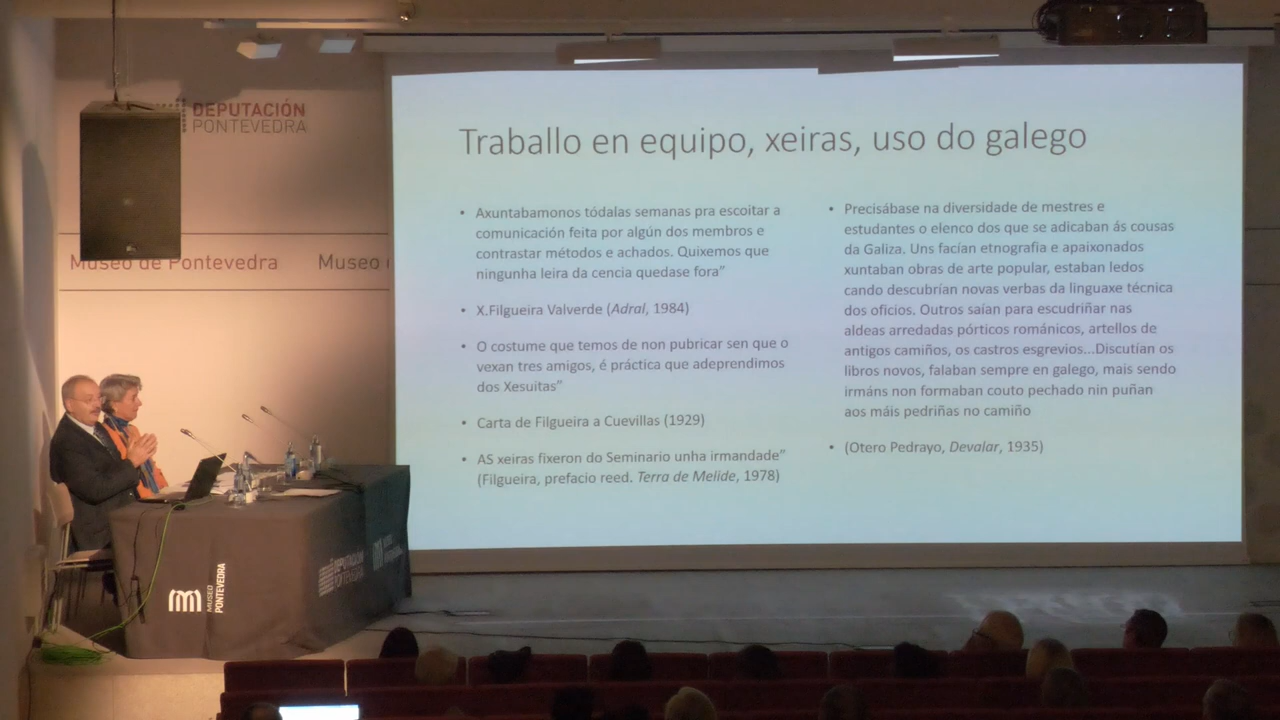 DEPUTACIÓN
PONTEVEDRA
Museo de Pontevedra
Museo
Traballo en equipo, xeiras, uso do galego
• Axuntabamonos tódalas semanas pra escoitar a
comunicación feita por algún dos membros e
contrastar métodos e achados. Quixemos que
ningunha leira da cencia quedase fora”
• X.Filgueira Valverde (Adral, 1984)
• O costume que temos de non pubricar sen que o
vexan tres amigos, é práctica que adeprendimos
dos Xesuitas”
• Carta de Filgueira a Cuevillas (1929)
• AS xeiras fixeron do Seminario unha irmandade”
(Filgueira, prefacio reed. Terra de Melide, 1978)
• Precisábase na diversidade de mestres e
estudantes o elenco dos que se adicaban ás cousas
da Galiza. Uns facían etnografia e apaixonados
xuntaban obras de arte popular, estaban ledos
cando descubrían novas verbas da linguaxe técnica
dos oficios. Outros saían para escudriñar nas
aldeas arredadas pórticos románicos, artellos de
antigos camiños, os castros esgrevios...Discutían os
libros novos, falaban sempre en galego, mais sendo
irmáns non formaban couto pechado nin puñan
aos máis pedriñas no camiño
• (Otero Pedrayo, Devalar, 1935)
MUSEO
PONTEVEDRA
DEPUTACIÓN
PONTEVEDRA